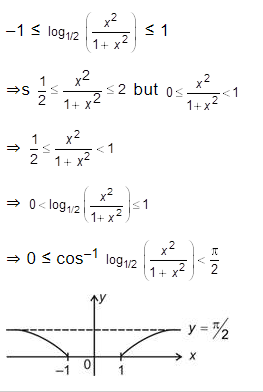 –1 ≤ log1/2 (x²/(1+ x²)) ≤ 1
⇒s 1/2 ≤ x²/(1+ x²) ≤ 2 but 0 ≤ x²/(1+x²) < 1
⇒ 1/2 ≤ x²/(1+ x²) < 1
⇒ 0 < log1/2 (x²/(1+ x²)) ≤ 1
⇒ 0 ≤ cos⁻¹ log1/2 (x²/(1+ x²)) < π/2
y
y = π/2
–1 0 1 x